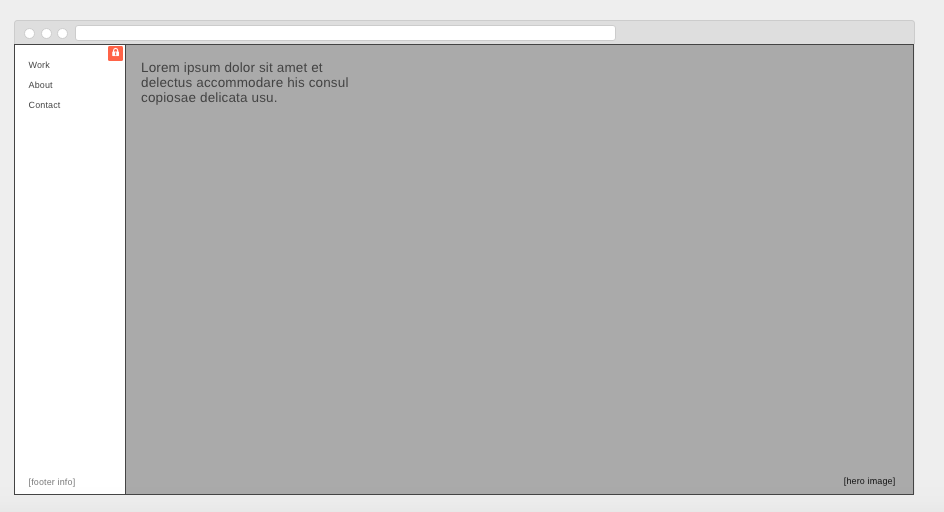 Work
About
Contact
Lorem ipsum dolor sit amet et
delectus accommodare his consul
copiosae delicata usu.
[footer info]
[hero image]